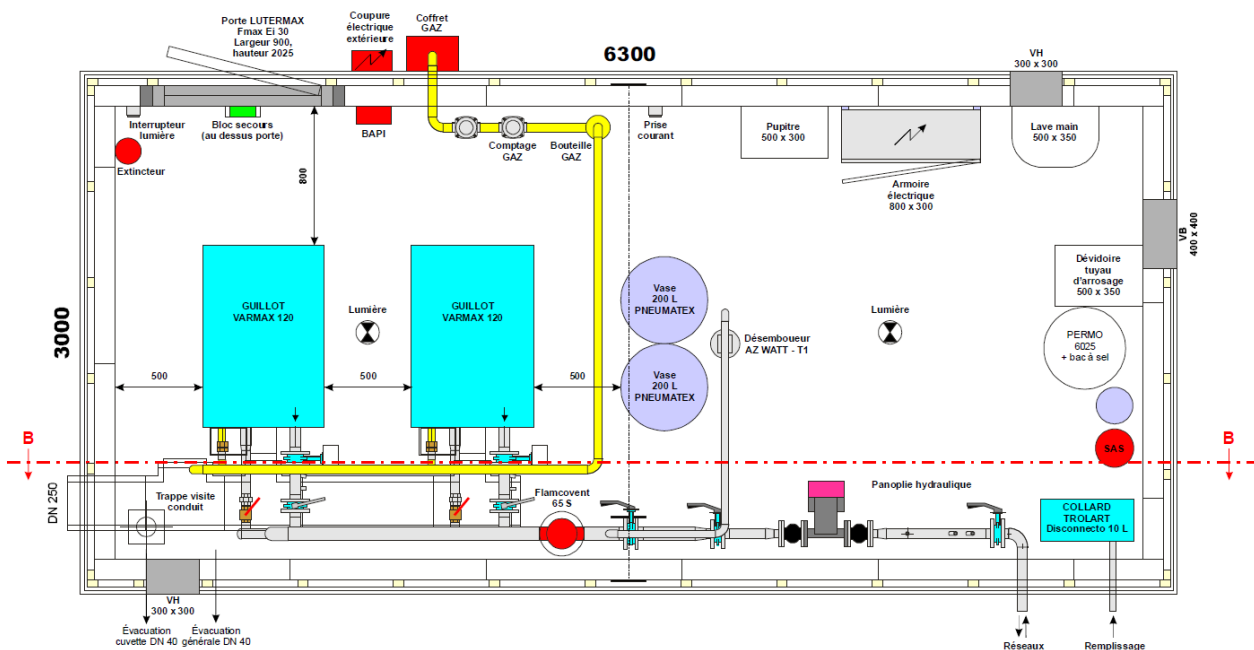 Porte LUTERMAX
Fmax Ei 30
Largeur 900,
hauteur 2025
Coupure
électrique
extérieure
Coffret
GAZ
6300
VH
300 x 300
Interrupteur
lumière
Bloc secours
(au dessus porte)
BAPI
Comptage
GAZ
Bouteille
GAZ
Prise
courant
Pupitre
500 x 300
Lave main
500 x 350
Extincteur
800
Armoire
électrique
800 x 300
VB
400 x 400
3000
GUILLOT
VARMAX 120
Lumière
GUILLOT
VARMAX 120
Vase
200 L
PNEUMATEX
Lumière
Dévidoire
tuyau
d'arrosage
500 x 350
Désemboueur
AZ WATT - T1
PERMO
6025
+ bac à sel
500
500
500
Vase
200 L
PNEUMATEX
B
B
SAS
DN 250
Trappe visite
conduit
Flamcovent
65 S
Panoplie hydraulique
COLLARD
TROLART
Disconnecto 10 L
VH
300 x 300
Évacuation
cuvette DN 40
Évacuation
générale DN 40
Réseaux
Remplissage